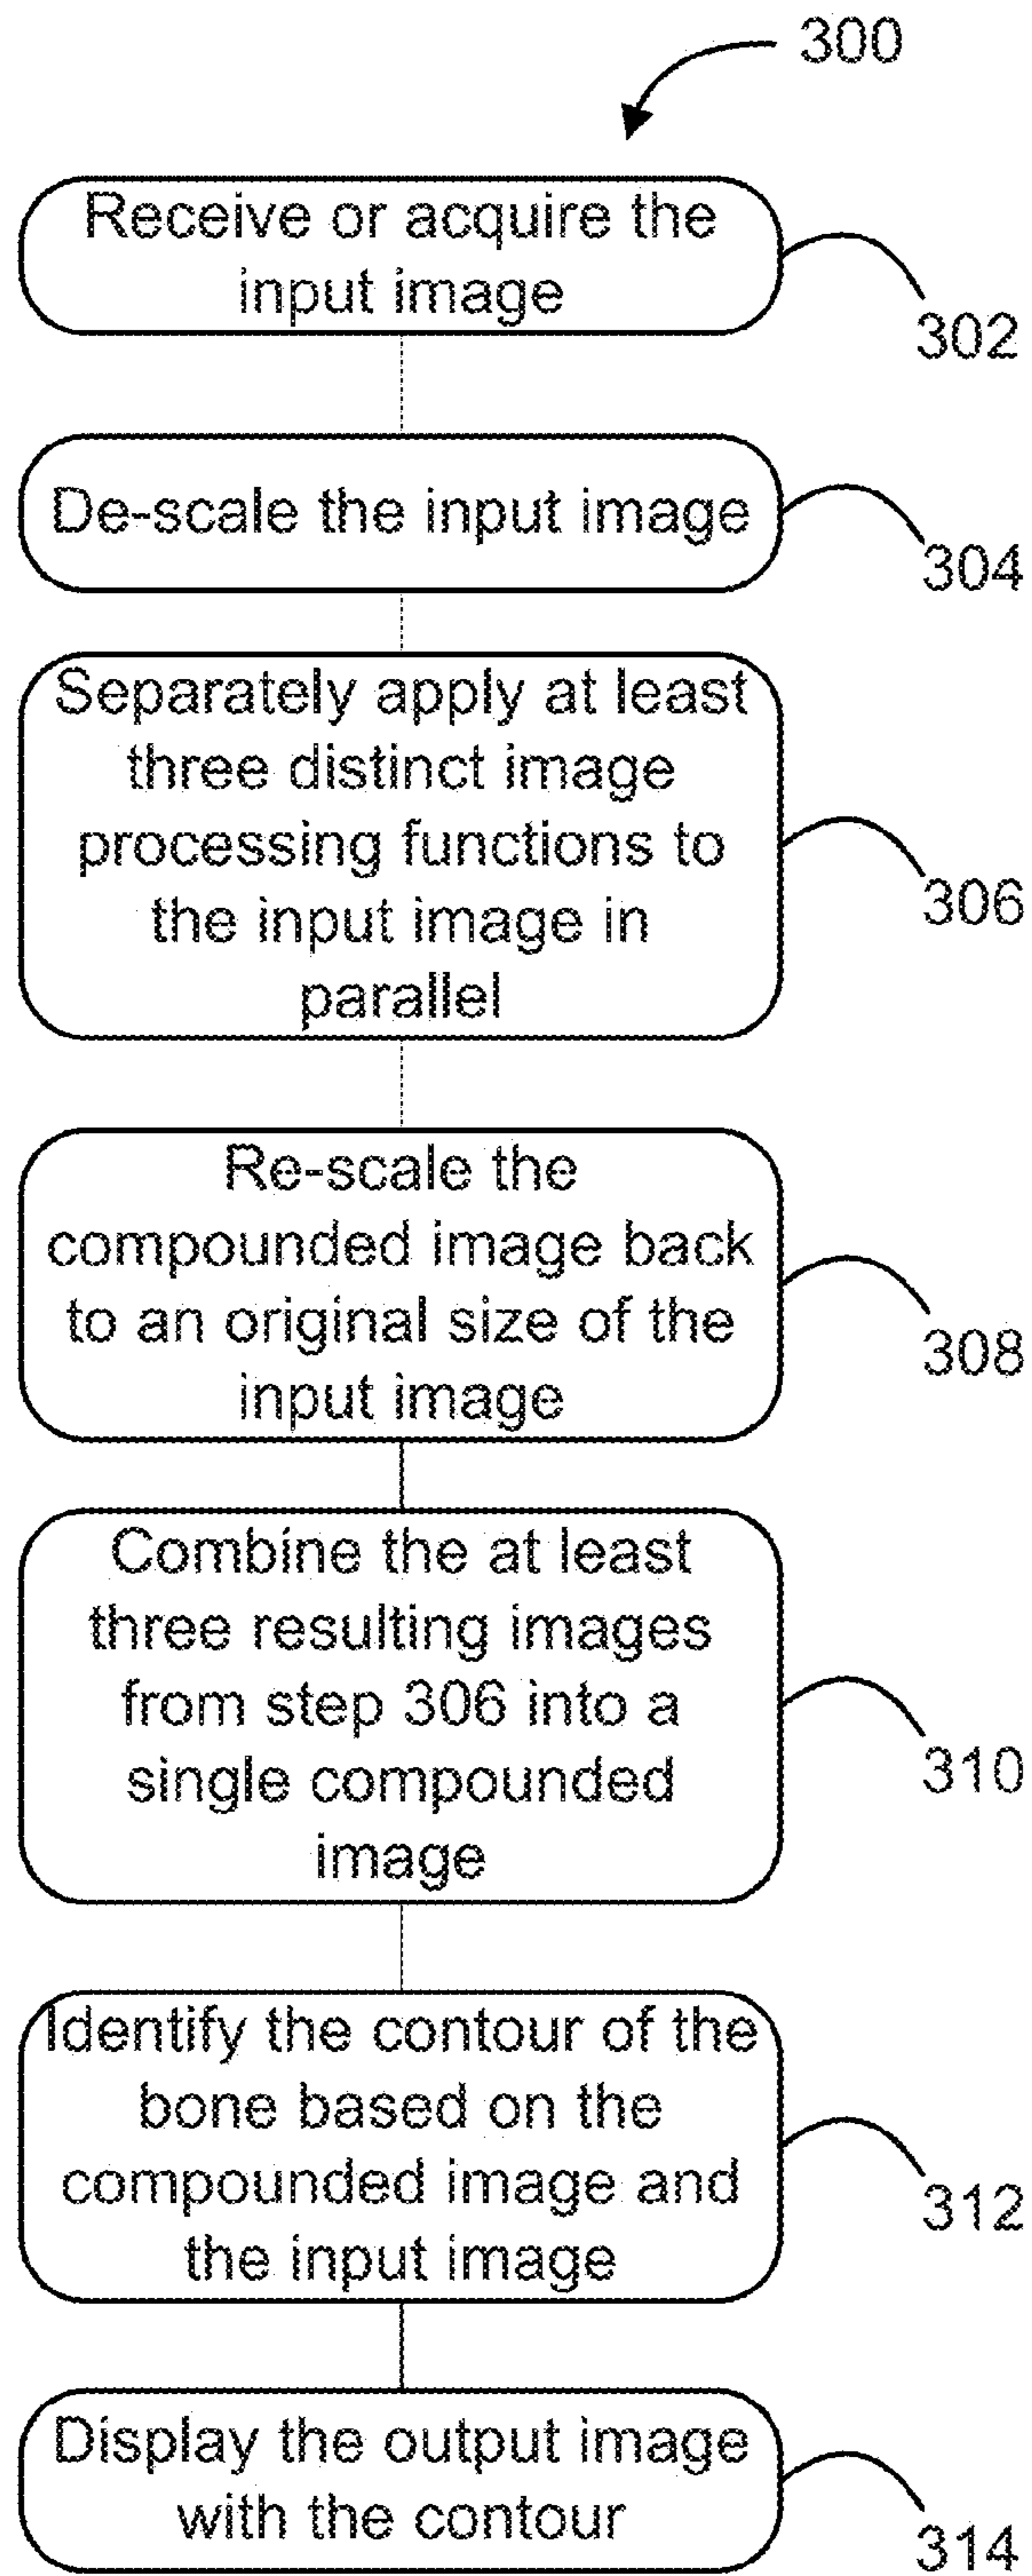 300
Receive or acquire the
input image
302
De-scale the input image
304
Separately apply at least
three distinct image
processing functions to
the input image in
parallel
306
Re-scale the
compounded image back
to an original size of the
input image
308
Combine the at least
three resulting images
from step 306 into a
single compounded
image
310
Identify the contour of the
bone based on the
compounded image and
the input image
312
Display the output image
with the contour
314